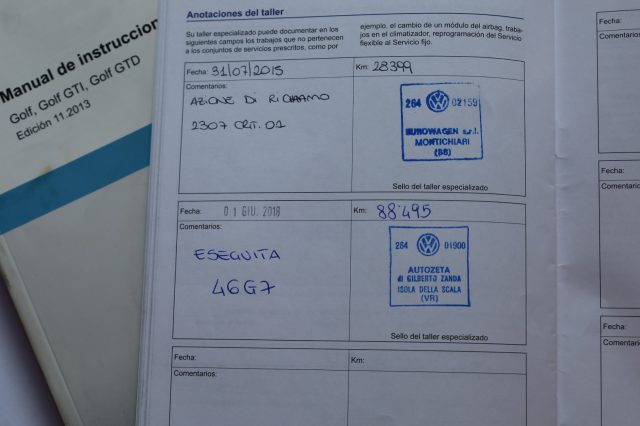 Manual de instruccion
Golf, Golf GTI, Golf GTD
Edición 11.2013
Anotaciones del taller
Su taller especializado puede documentar en los
siguientes campos los trabajos que no pertenecen
a los conjuntos de servicios prescritos, como por
ejemplo, el cambio de un módulo del airbag, traba-
jos en el climatizador, reprogramación del Servicio
flexible al Servicio fijo.
Fecha: 31/07/2015
Km: 28399
Comentarios:
AZIONE DI RICHIAMO
2307 CRIT.01
264 02159
EUROWAGEN s.r.l.
MONTICHIARI
(BS)
Sello del taller especializado
Fecha: 01 GIU. 2018
Km: 88'495
Comentarios:
ESEGUITA
46G7
264 01900
AUTOZETA
di GILBERTO ZANDA
ISOLA DELLA SCALA
(VR)
Sello del taller especializado
Fecha:
Km:
Comentarios:
Fecha:
Comentarios:
Fecha:
Comentarios:
Fecha:
Comentarios: